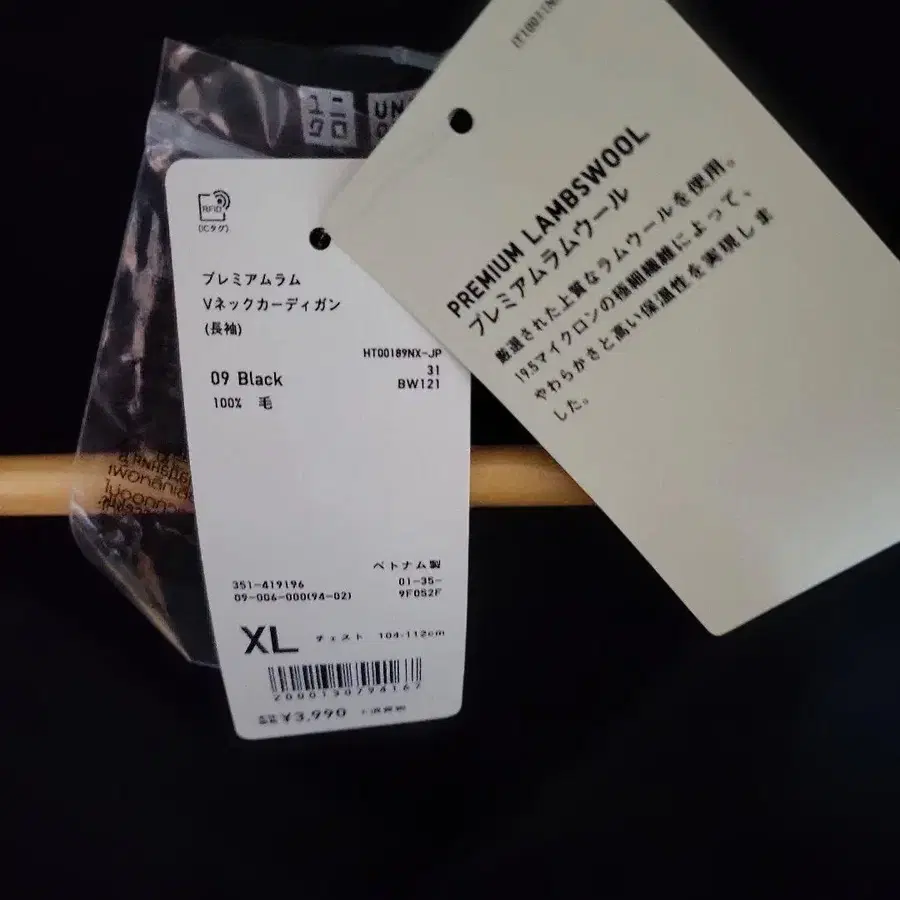 UN
RFID
(ICタグ)
プレミアムラム
Vネックカーディガン
(長袖)
HT00189NX-JP
09 Black
31
100% 毛
BW121
ベトナム製
351-419196
01-35-
09-006-000(94-02)
9F052F
XL チェスト 104-112cm
2000130794167
¥3,990
PREMIUM LAMBSWOOL
プレミアムラムウール
厳選された上質なラムウールを使用。
19.5マイクロンの極細繊維によって、
やわらかさと高い保温性を実現しま
した。